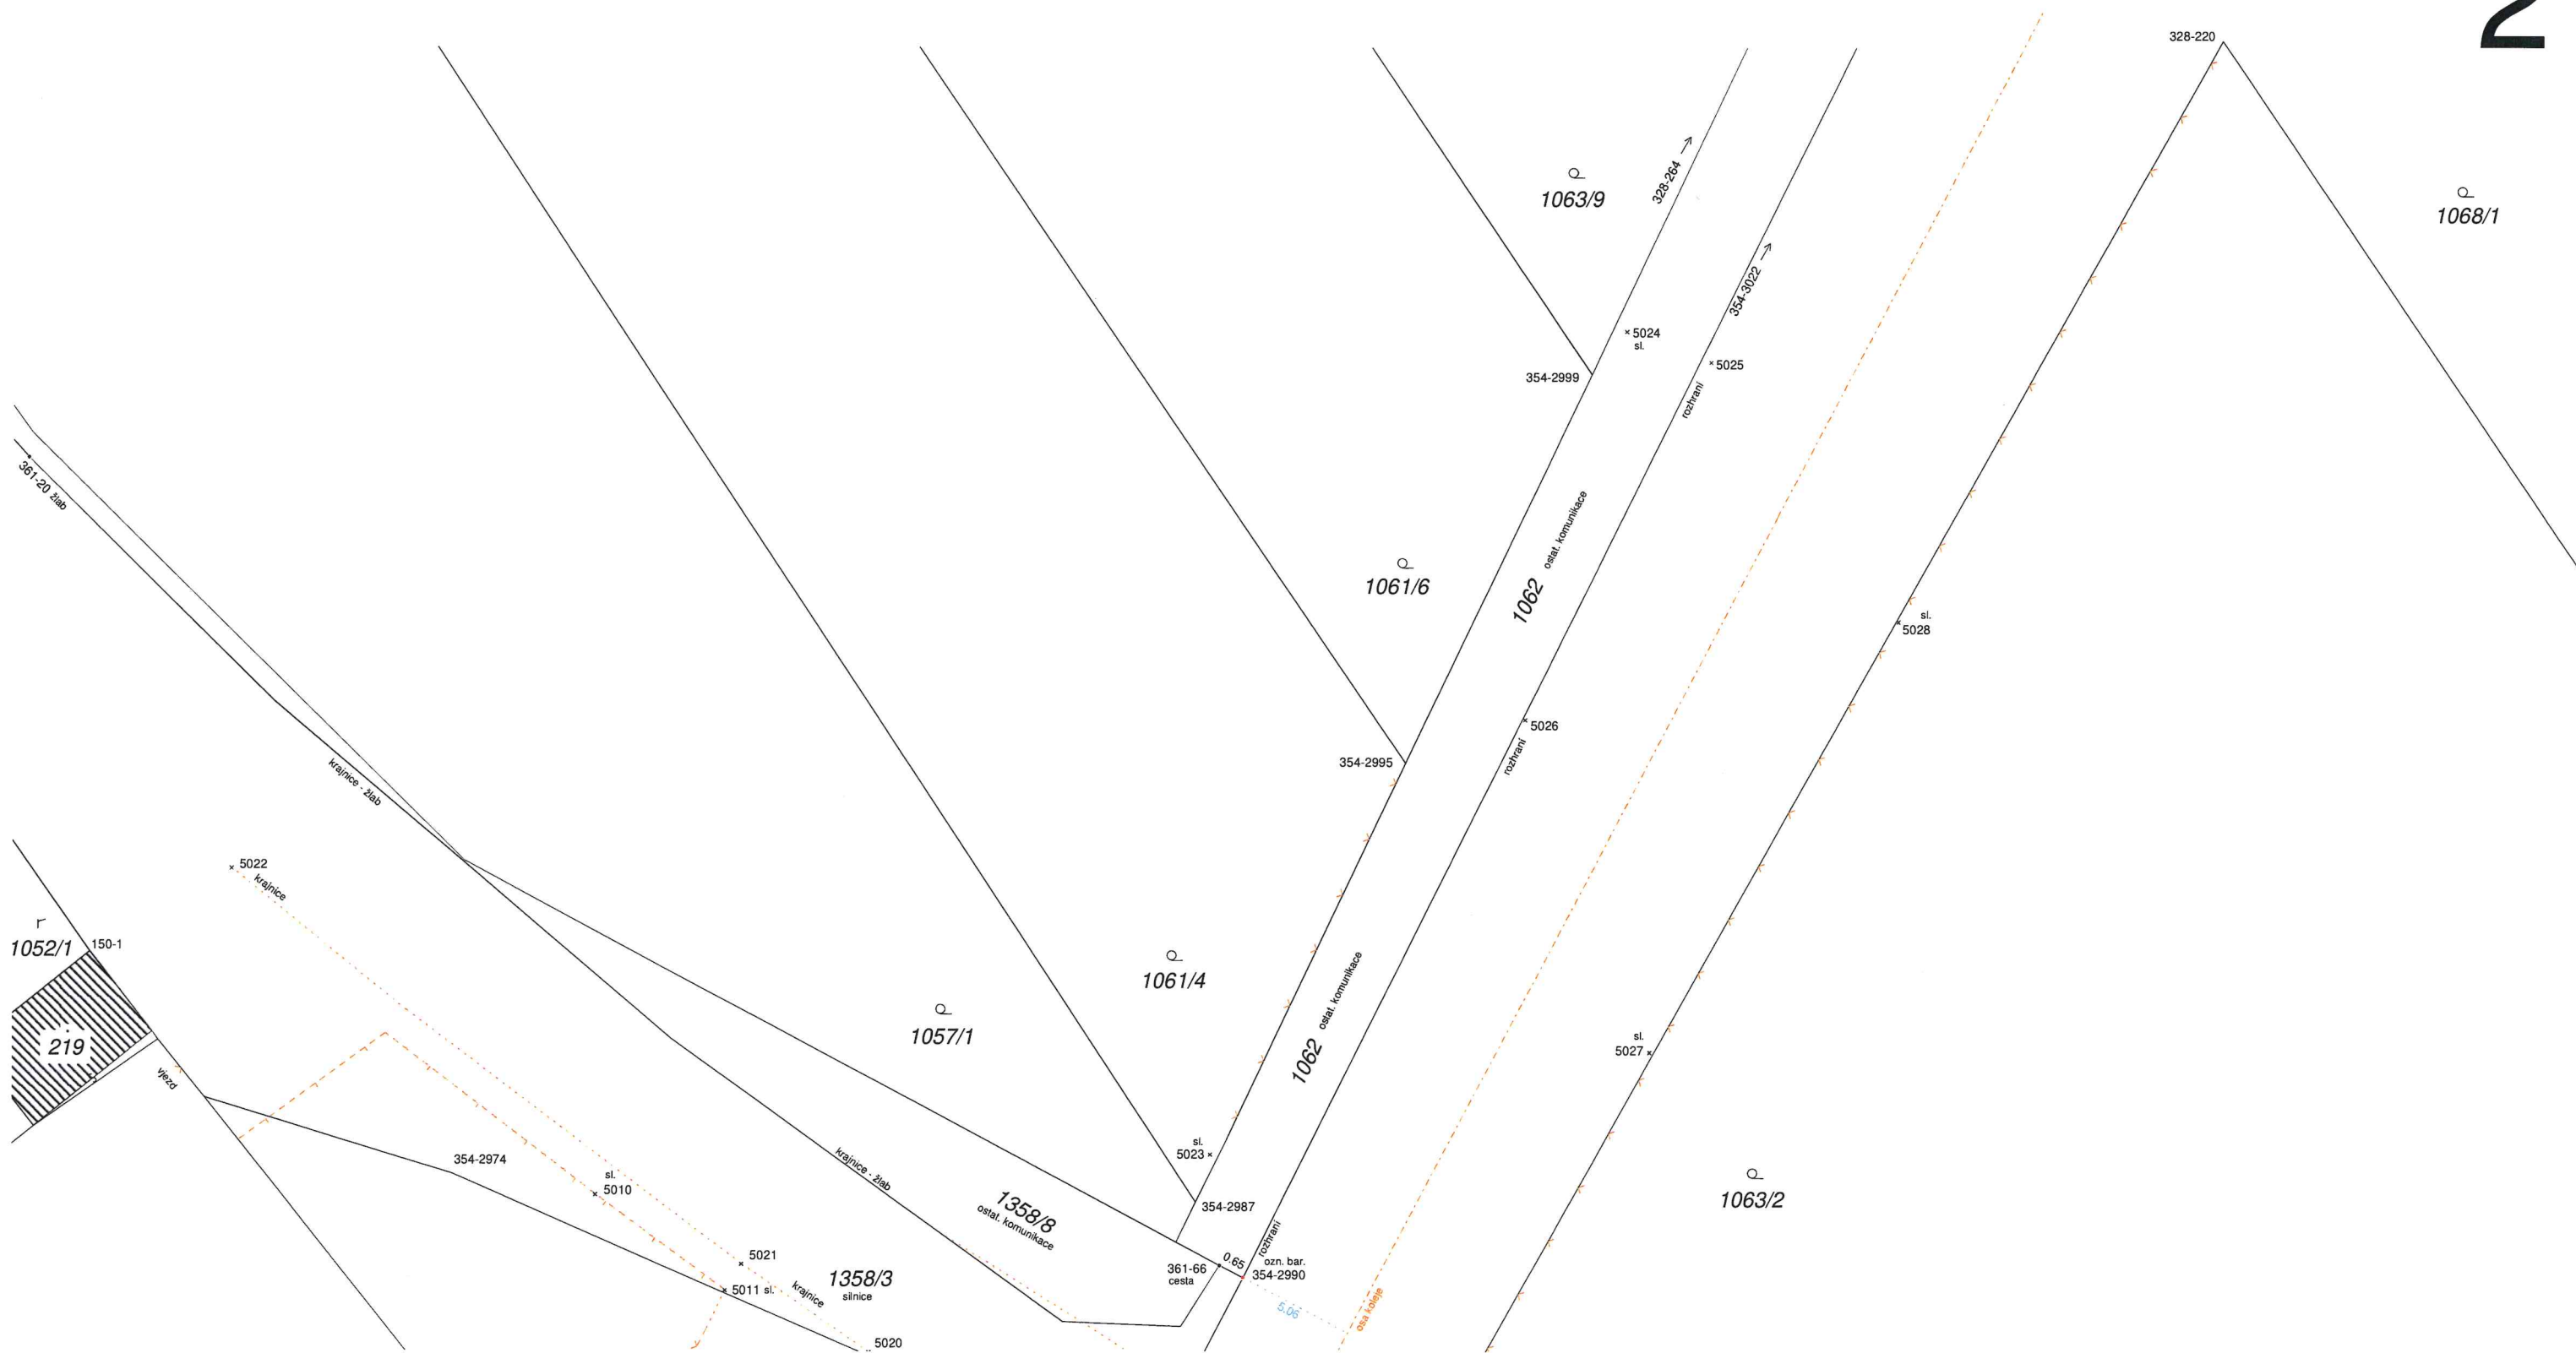 2
328-220
1063/9
328-264
1068/1
354-3022
5024
sl.
5025
354-2999
rozhraní
361-20 žlab
ostat. komunikace
1062
1061/6
sl.
5028
5026
rozhraní
354-2995
krajnice - žlab
5022
krajnice
r
1052/1
150-1
219
vjezd
1061/4
1057/1
ostat. komunikace
1062
sl.
5027
sl.
5023
354-2974
sl.
5010
krajnice - žlab
1358/8
ostat. komunikace
354-2987
rozhraní
1063/2
5021
1358/3
silnice
5011 sl.
krajnice
0.65
361-66
cesta
ozn. bar.
354-2990
5.06
osa koleje
5020